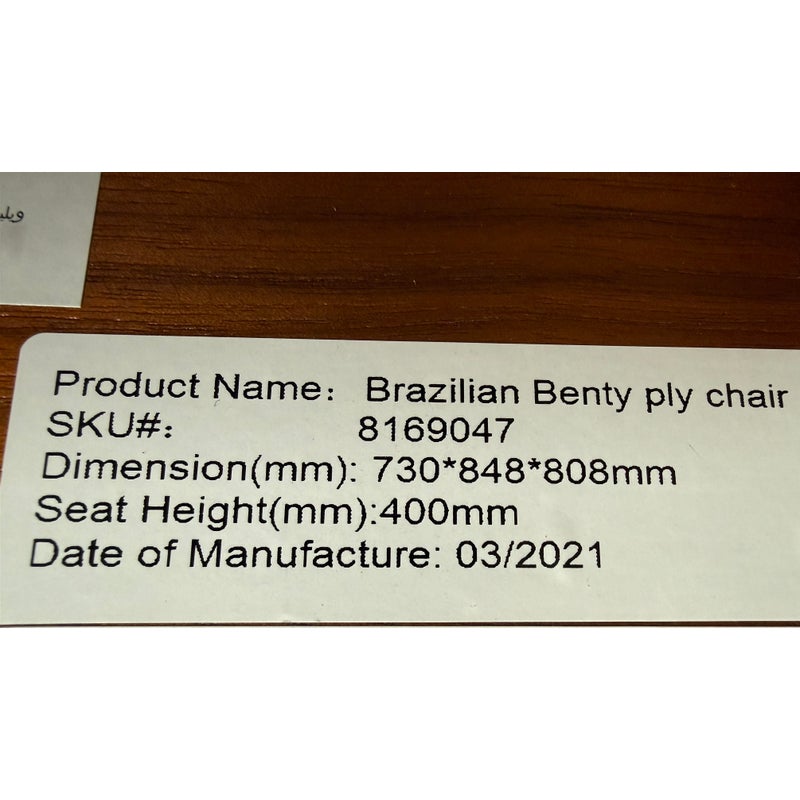 Product Name: Brazilian Benty ply chair
SKU#: 8169047
Dimension(mm): 730*848*808mm
Seat Height(mm):400mm
Date of Manufacture: 03/2021